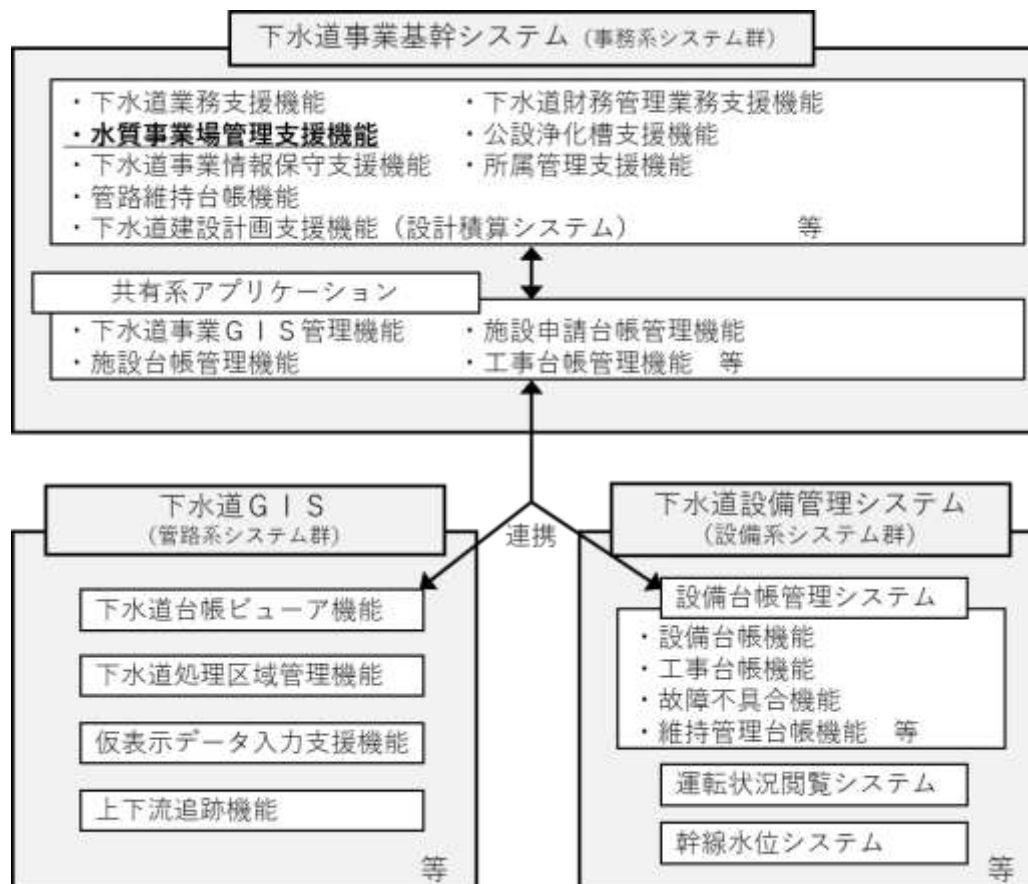 下水道事業基幹システム（事務系システム群）
・下水道業務支援機能
・下水道財務管理業務支援機能
・水質事業場管理支援機能
・公設浄化槽支援機能
・下水道事業情報保守支援機能
・所属管理支援機能
・管路維持台帳機能
・下水道建設計画支援機能（設計積算システム）　等
共有系アプリケーション
・下水道事業ＧＩＳ管理機能
・施設申請台帳管理機能
・施設台帳管理機能
・工事台帳管理機能　等
連携
下水道ＧＩＳ
（管路系システム群）
下水道台帳ビューア機能
下水道処理区域管理機能
仮表示データ入力支援機能
上下流追跡機能
等
下水道設備管理システム
（設備系システム群）
設備台帳管理システム
・設備台帳機能
・工事台帳機能
・故障不具合機能
・維持管理台帳機能　等
運転状況閲覧システム
幹線水位システム
等